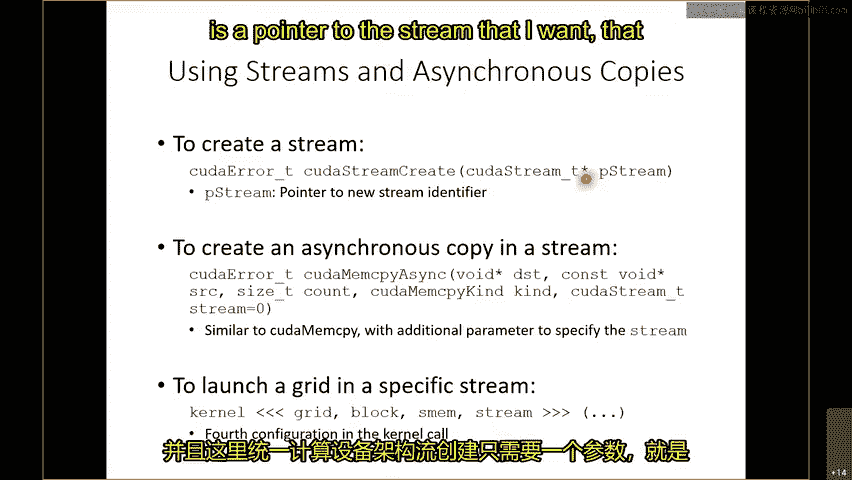 is a pointer to the stream that I want, that
Using Streams and Asynchronous Copies
• To create a stream:
cudaError_t cudaStreamCreate(cudaStream_t* pStream)
• pStream: Pointer to new stream identifier
• To create an asynchronous copy in a stream:
cudaError_t cudaMemcpyAsync(void* dst, const void*
src, size_t count, cudaMemcpyKind kind, cudaStream_t
stream=0)
• Similar to cudaMemcpy, with additional parameter to specify the stream
• To launch a grid in a specific stream:
kernel <<< grid, block, smem, stream >>> (...)
• Fourth configuration in the kernel call
并且这里统一计算设备架构流创建只需要一个参数，就是
+14